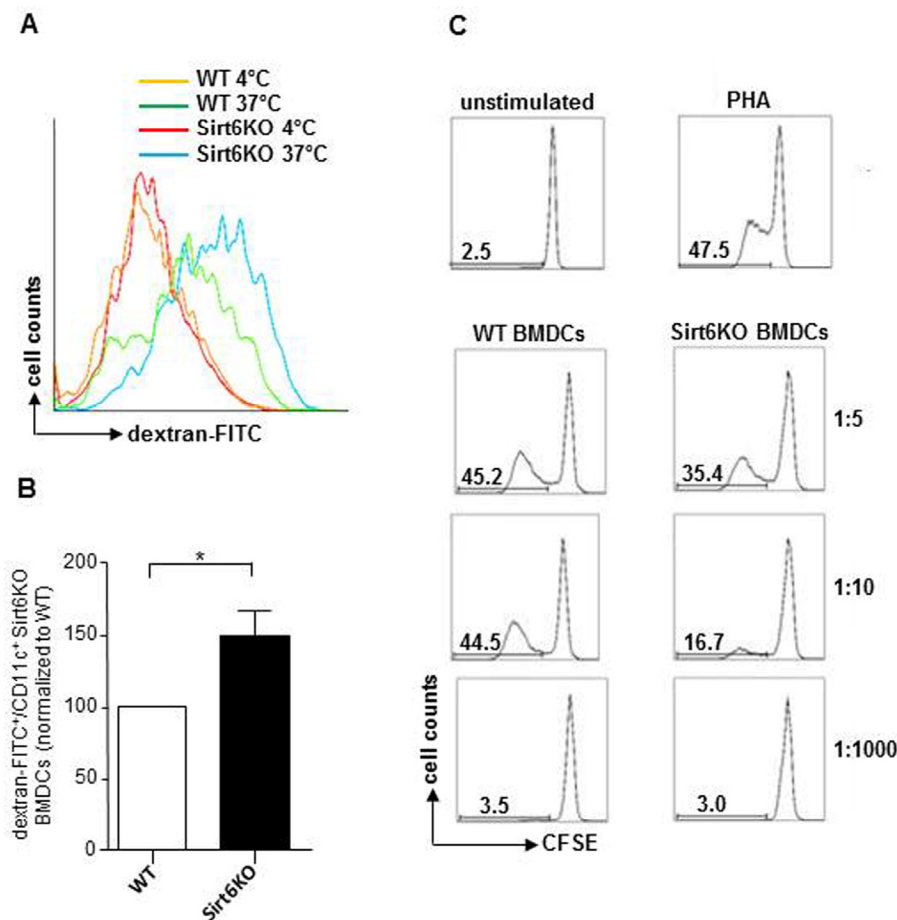 A
WT 4°C
WT 37°C
Sirt6KO 4°C
Sirt6KO 37°C
cell counts
dextran-FITC
B
dextran-FITC⁺/CD11c⁺ Sirt6KO
BMDCs (normalized to WT)
200
150
100
50
0
*
WT
Sirt6KO
C
unstimulated
PHA
2.5
47.5
WT BMDCs
Sirt6KO BMDCs
45.2
35.4
1:5
44.5
16.7
1:10
3.5
3.0
1:1000
cell counts
CFSE